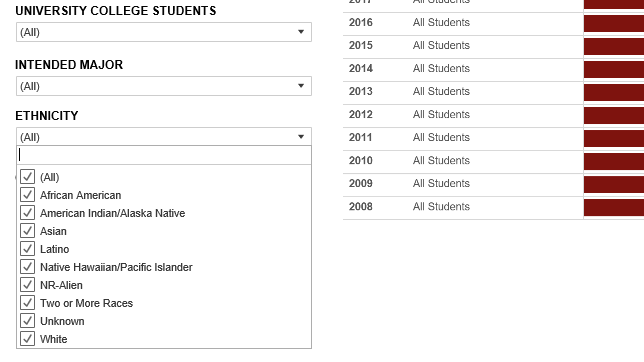 UNIVERSITY COLLEGE STUDENTS
(All)
INTENDED MAJOR
(All)
ETHNICITY
(All)
(All)
African American
American Indian/Alaska Native
Asian
Latino
Native Hawaiian/Pacific Islander
NR-Alien
Two or More Races
Unknown
White
2017 All Students
2016 All Students
2015 All Students
2014 All Students
2013 All Students
2012 All Students
2011 All Students
2010 All Students
2009 All Students
2008 All Students